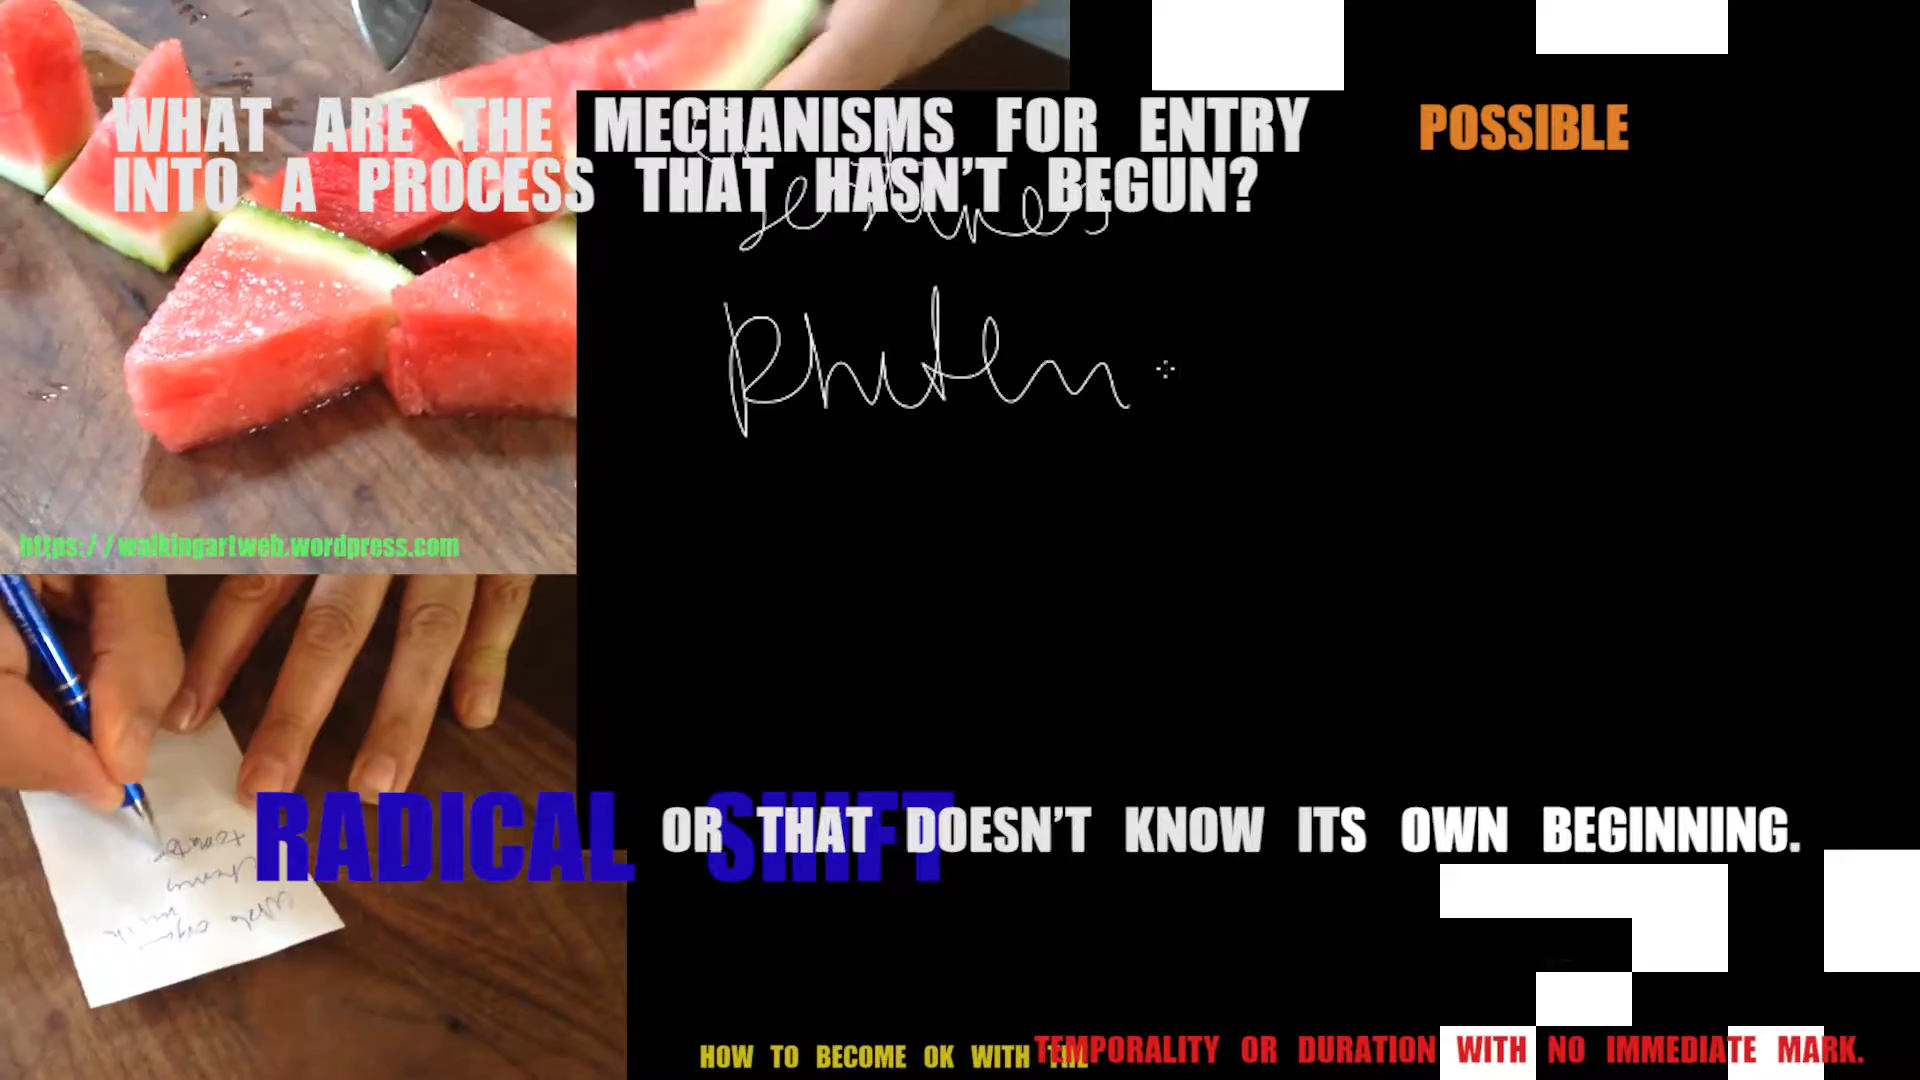 WHAT ARE THE MECHANISMS FOR ENTRY
INTO A PROCESS THAT HASN'T BEGUN?
POSSIBLE
https://walkingartweb.wordpress.com
RADICAL SHIFT
OR THAT DOESN'T KNOW ITS OWN BEGINNING.
HOW TO BECOME OK WITH
TEMPORALITY OR DURATION WITH NO IMMEDIATE MARK.